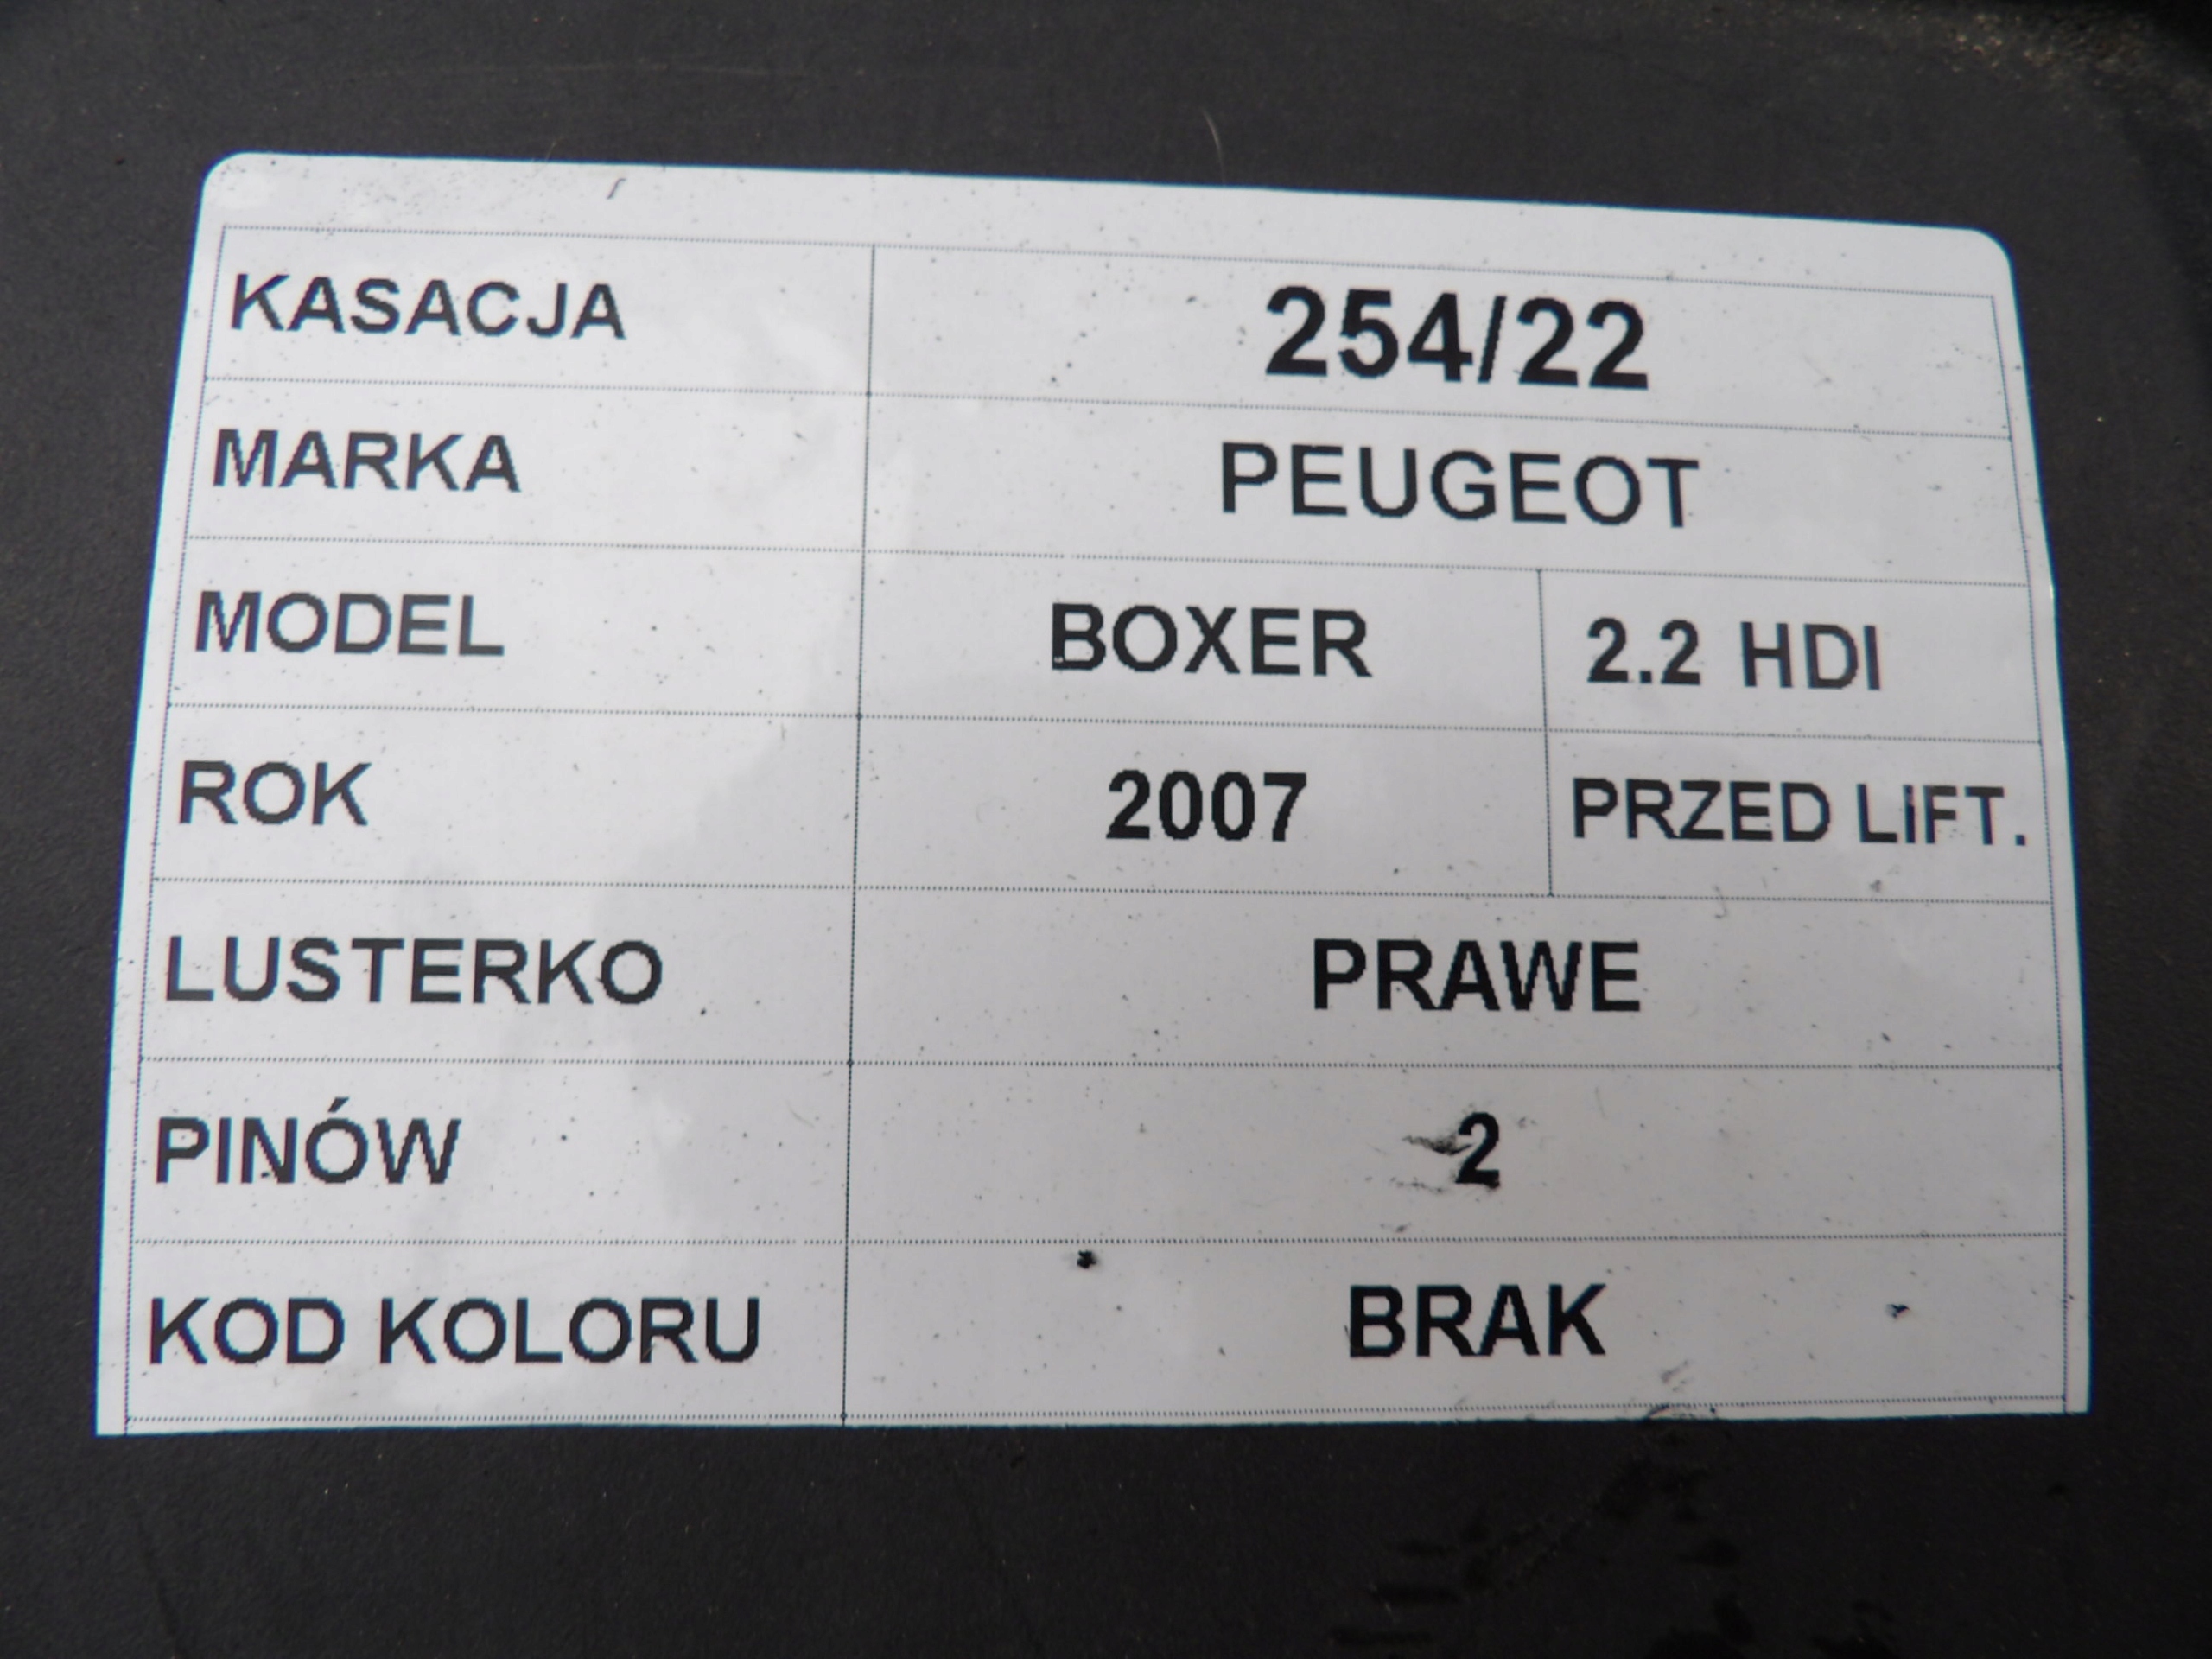 KASACJA 254/22
MARKA PEUGEOT
MODEL BOXER 2.2 HDI
ROK 2007 PRZED LiFT.
LUSTERKO PRAWE
PINÓW 2
KOD KOLORU BRAK